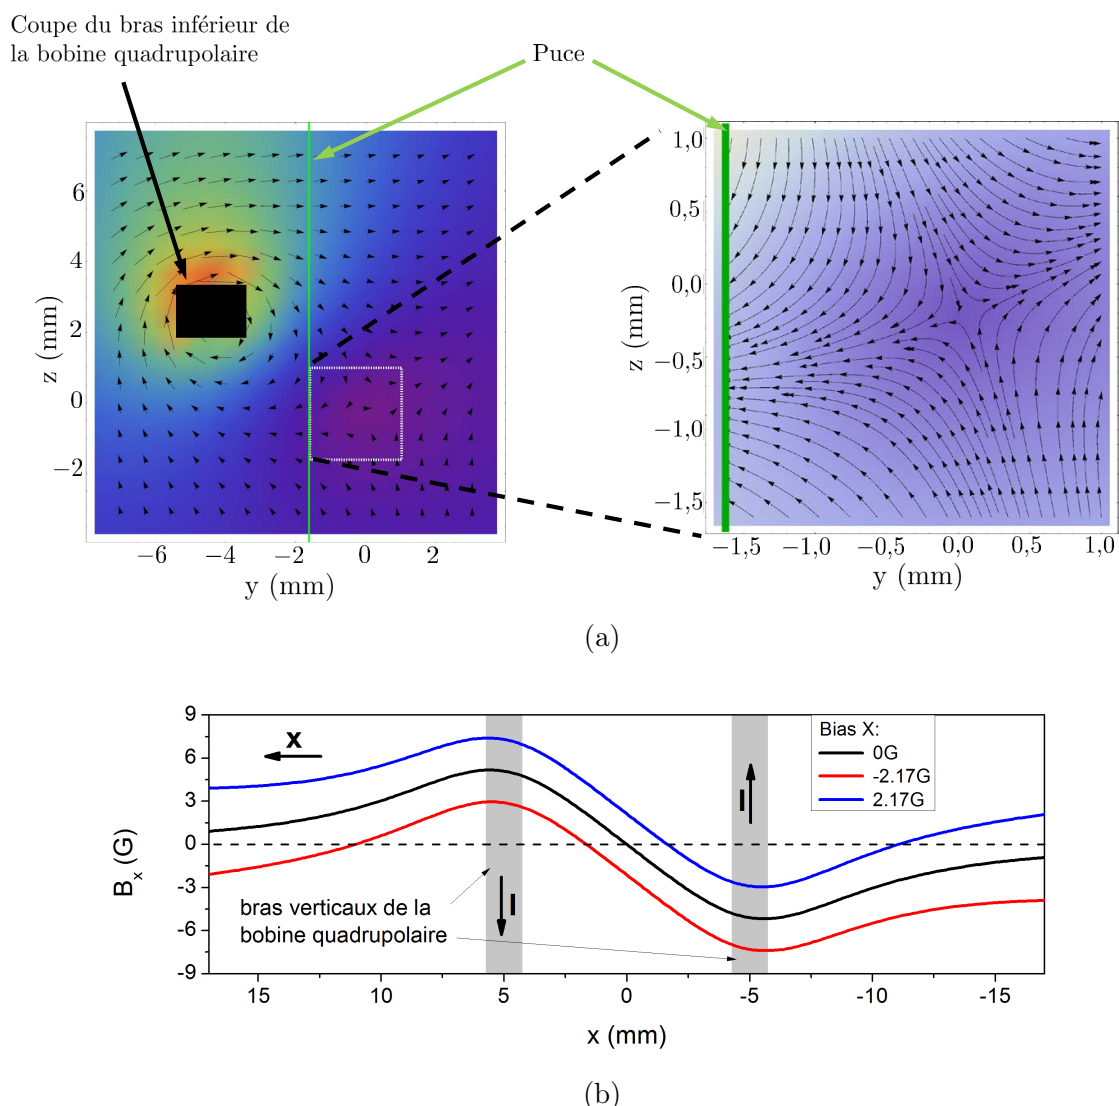 Coupe du bras inférieur de
la bobine quadrupolaire
Puce
6
4
2
0
−2
z (mm)
−6
−4
−2
0
2
y (mm)
1,0
0,5
0,0
−0,5
−1,0
−1,5
z (mm)
−1,5
−1,0
−0,5
0,0
0,5
1,0
y (mm)
(a)
9
6
3
0
-3
-6
-9
B_x (G)
x
I
I
bras verticaux de la
bobine quadrupolaire
Bias X:
0G
-2.17G
2.17G
15
10
5
0
-5
-10
-15
x (mm)
(b)